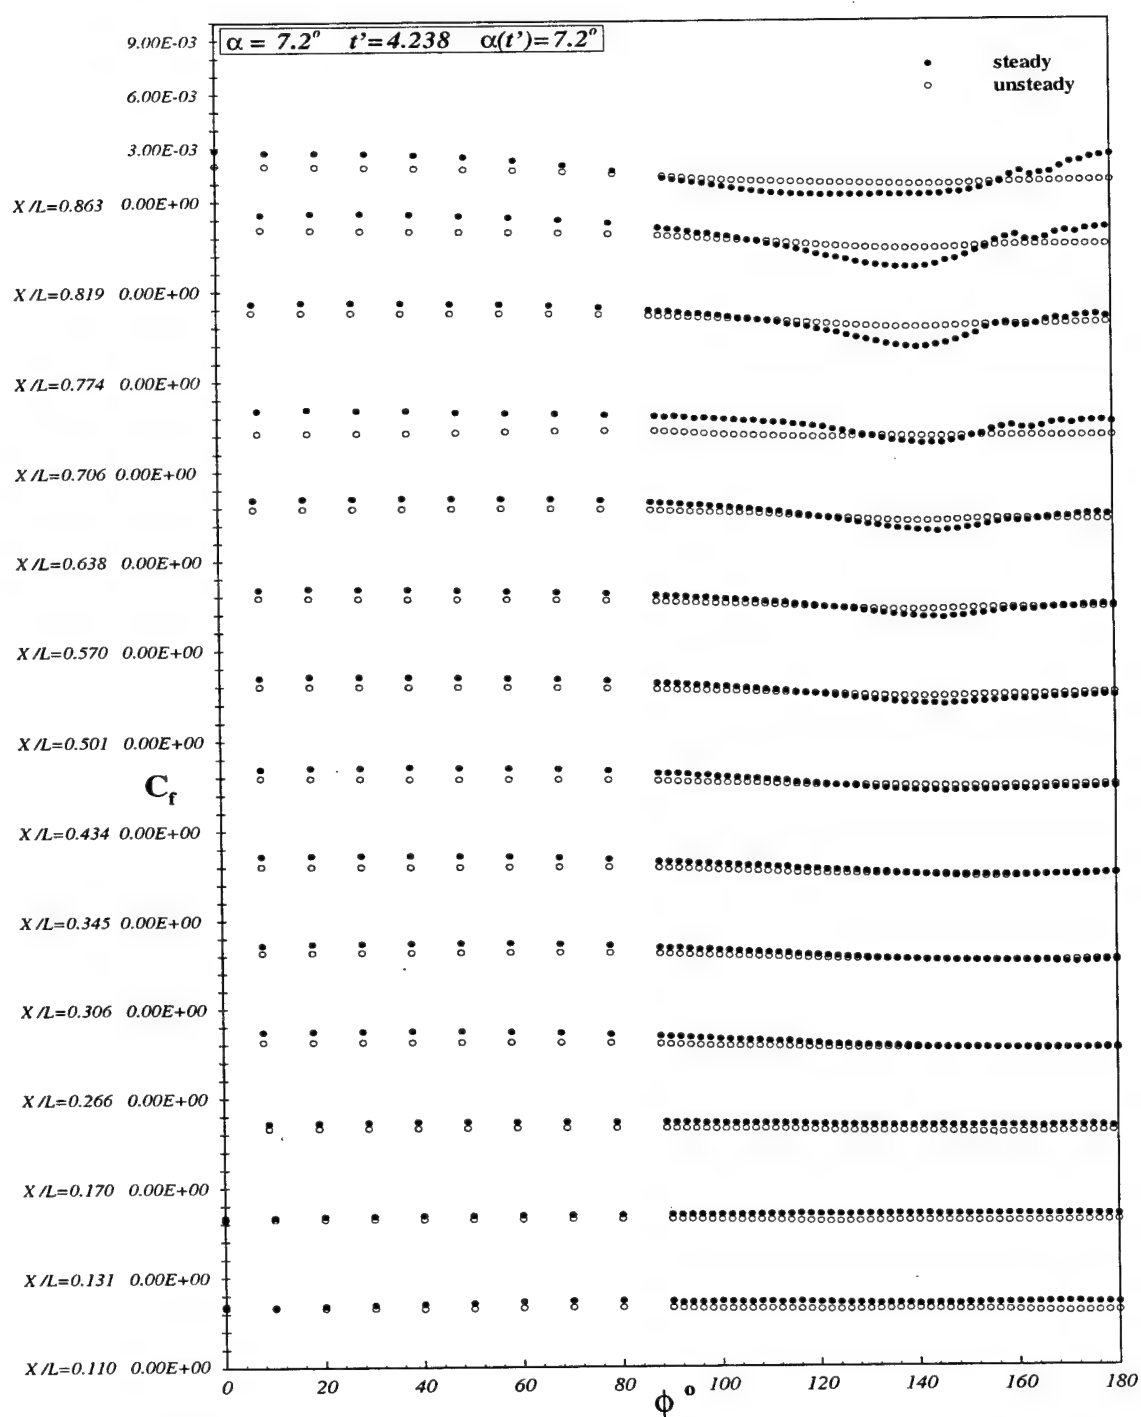 9.00E-03
α = 7.2° t'=4.238 α(t')=7.2°
steady
unsteady
6.00E-03
3.00E-03
X/L=0.863 0.00E+00
X/L=0.819 0.00E+00
X/L=0.774 0.00E+00
X/L=0.706 0.00E+00
X/L=0.638 0.00E+00
X/L=0.570 0.00E+00
X/L=0.501 0.00E+00
Cf
X/L=0.434 0.00E+00
X/L=0.345 0.00E+00
X/L=0.306 0.00E+00
X/L=0.266 0.00E+00
X/L=0.170 0.00E+00
X/L=0.131 0.00E+00
X/L=0.110 0.00E+00
0 20 40 60 80 100 120 140 160 180
ϕ°